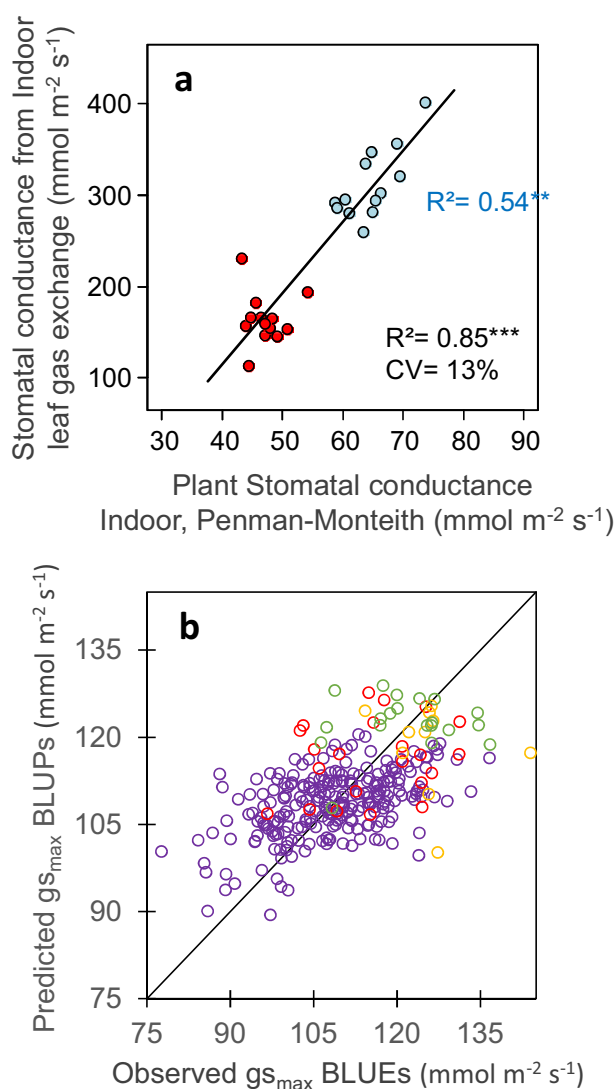 a
Stomatal conductance from Indoor
leaf gas exchange (mmol m⁻² s⁻¹)
400
300
200
100
R²= 0.54**
R²= 0.85***
CV= 13%
30 40 50 60 70 80 90
Plant Stomatal conductance
Indoor, Penman-Monteith (mmol m⁻² s⁻¹)
b
Predicted gsmax BLUPs (mmol m⁻² s⁻¹)
135
120
105
90
75
75 90 105 120 135
Observed gsmax BLUEs (mmol m⁻² s⁻¹)